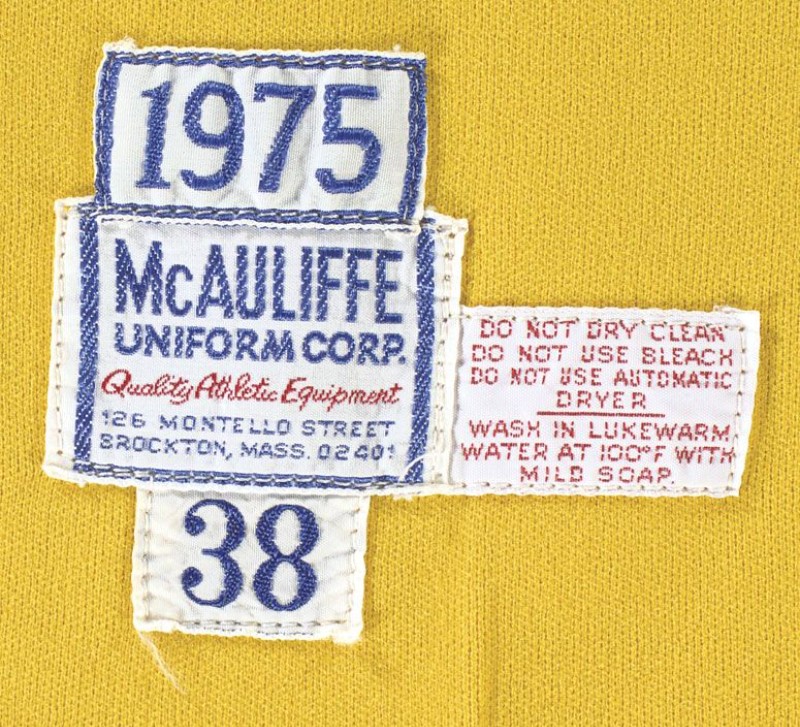 1975
McAULIFFE
UNIFORM CORP.
Quality Athletic Equipment
126 MONTELLO STREET
BROCKTON, MASS. 02401
DO NOT DRY CLEAN
DO NOT USE BLEACH
DO NOT USE AUTOMATIC
DRYER
WASH IN LUKEWARM
WATER AT 100°F WITH
MILD SOAP.
38